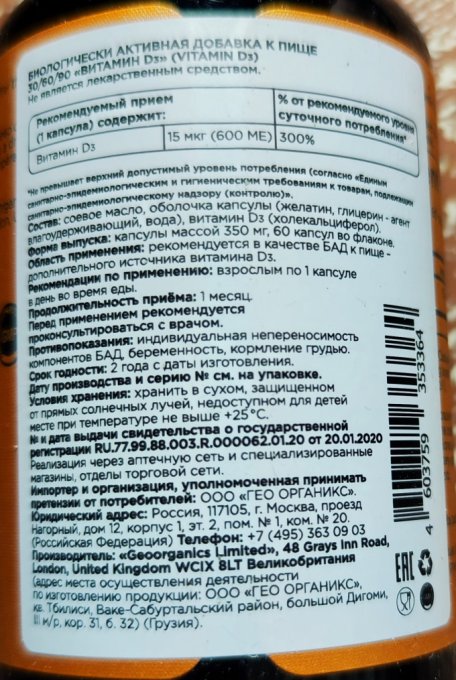 БИОЛОГИЧЕСКИ АКТИВНАЯ ДОБАВКА К ПИЩЕ
30/60/90 «ВИТАМИН D3» (VITAMIN D3)
Не является лекарственным средством.
Рекомендуемый прием (1 капсула) содержит:
% от рекомендуемого уровня суточного потребления*
Витамин D3 15 мкг (600 МЕ) 300%
*Не превышает верхний допустимый уровень потребления (согласно «Единым
санитарно-эпидемиологическим и гигиеническим требованиям к товарам, подлежащим
санитарно-эпидемиологическому надзору (контролю)».
Состав: соевое масло, оболочка капсулы (желатин, глицерин - агент
влагоудерживающий, вода), витамин D3 (холекальциферол).
Форма выпуска: капсулы массой 350 мг, 60 капсул во флаконе.
Область применения: рекомендуется в качестве БАД к пище -
дополнительного источника витамина D3.
Рекомендации по применению: взрослым по 1 капсуле
в день во время еды.
Продолжительность приёма: 1 месяц.
Перед применением рекомендуется
проконсультироваться с врачом.
Противопоказания: индивидуальная непереносимость
компонентов БАД, беременность, кормление грудью.
Срок годности: 2 года с даты изготовления.
Дату производства и серию № см. на упаковке.
Условия хранения: хранить в сухом, защищенном
от прямых солнечных лучей, недоступном для детей
месте при температуре не выше +25°С.
№ и дата выдачи свидетельства о государственной
регистрации RU.77.99.88.003.R.000062.01.20 от 20.01.2020
Реализация через аптечную сеть и специализированные
магазины, отделы торговой сети.
Импортер и организация, уполномоченная принимать
претензии от потребителей: ООО «ГЕО ОРГАНИКС».
Юридический адрес: Россия, 117105, г. Москва, проезд
Нагорный, дом 12, корпус 1, эт. 2, пом. № 1, ком. № 20.
(Российская Федерация) Телефон: +7 (495) 363 09 03
Производитель: «Georganics Limited», 48 Grays Inn Road,
London, United Kingdom WCIX 8LT Великобритания
(адрес места осуществления деятельности
по изготовлению продукции: ООО «ГЕО ОРГАНИКС»,
кв. Тбилиси, Ваке-Сабуртальский район, большой Дигоми,
III м/р, кор. 31, б. 32) (Грузия).
4 603759 353364
EAC